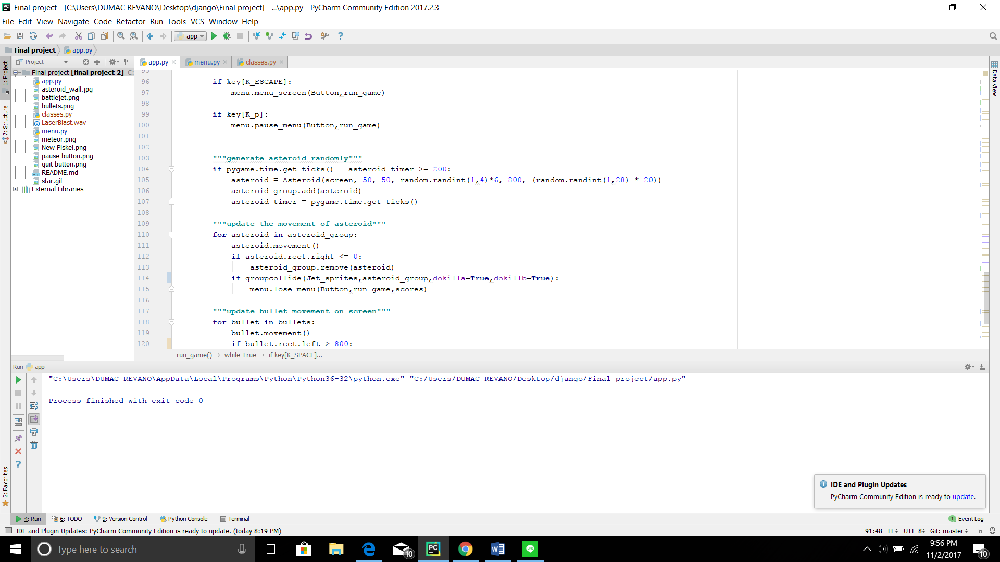 Final project - [C:\Users\DUMAC REVANO\Desktop\django\Final project] - ...\app.py - PyCharm Community Edition 2017.2.3
File Edit View Navigate Code Refactor Run Tools VCS Window Help
app
Final project app.py
1: Project
Z: Structure
2: Favorites
Project
app.py menu.py classes.py
Final project [final project 2] C:
app.py
asteroid_wall.jpg
battlejet.png
bullets.png
classes.py
LaserBlast.wav
menu.py
meteor.png
New Piskel.png
pause button.png
quit button.png
README.md
star.gif
External Libraries
95
96 if key[K_ESCAPE]:
97 menu.menu_screen(Button,run_game)
98
99 if key[K_p]:
100 menu.pause_menu(Button,run_game)
101
102
103 """generate asteroid randomly"""
104 if pygame.time.get_ticks() - asteroid_timer >= 200:
105 asteroid = Asteroid(screen, 50, 50, random.randint(1,4)*6, 800, (random.randint(1,28) * 20))
106 asteroid_group.add(asteroid)
107 asteroid_timer = pygame.time.get_ticks()
108
109 """update the movement of asteroid"""
110 for asteroid in asteroid_group:
111 asteroid.movement()
112 if asteroid.rect.right <= 0:
113 asteroid_group.remove(asteroid)
114 if groupcollide(Jet_sprites,asteroid_group,dokilla=True,dokillb=True):
115 menu.lose_menu(Button,run_game,scores)
116
117 """update bullet movement on screen"""
118 for bullet in bullets:
119 bullet.movement()
120 if bullet.rect.left > 800:
run_game() › while True › if key[K_SPACE]...
Data View
Run app
"C:\Users\DUMAC REVANO\AppData\Local\Programs\Python\Python36-32\python.exe" "C:/Users/DUMAC REVANO/Desktop/django/Final project/app.py"
Process finished with exit code 0
IDE and Plugin Updates
PyCharm Community Edition is ready to update.
4: Run 6: TODO 9: Version Control Python Console Terminal
1 Event Log
IDE and Plugin Updates: PyCharm Community Edition is ready to update. (today 8:19 PM)
91:48 LF UTF-8 Git: master
Type here to search
10
PC
LINE
9:56 PM
11/2/2017
10